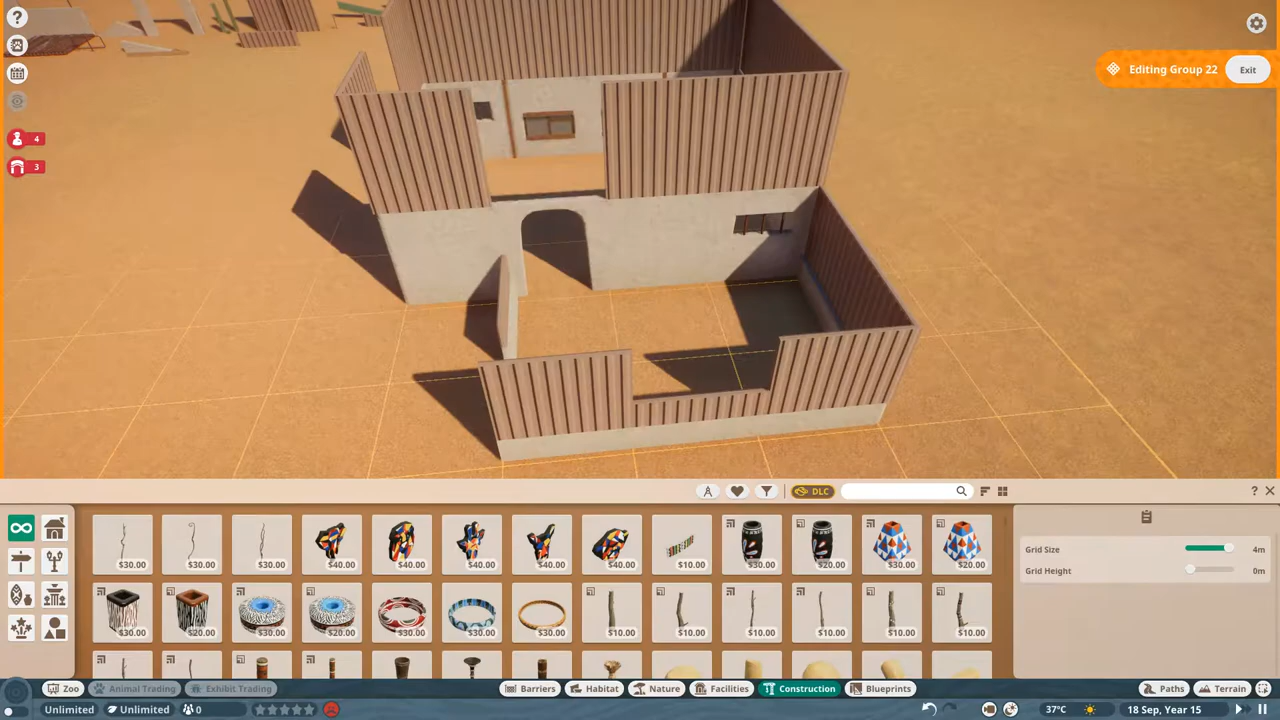 ?
Editing Group 22
Exit
4
3
DLC
?
$30.00
$30.00
$30.00
$40.00
$40.00
$40.00
$40.00
$40.00
$10.00
$30.00
$20.00
$30.00
$20.00
Grid Size
4m
Grid Height
0m
$30.00
$20.00
$30.00
$20.00
$30.00
$30.00
$30.00
$10.00
$10.00
$10.00
$10.00
$10.00
$10.00
Zoo
Animal Trading
Exhibit Trading
Barriers
Habitat
Nature
Facilities
Construction
Blueprints
Paths
Terrain
Unlimited
Unlimited
0
37°C
18 Sep, Year 15